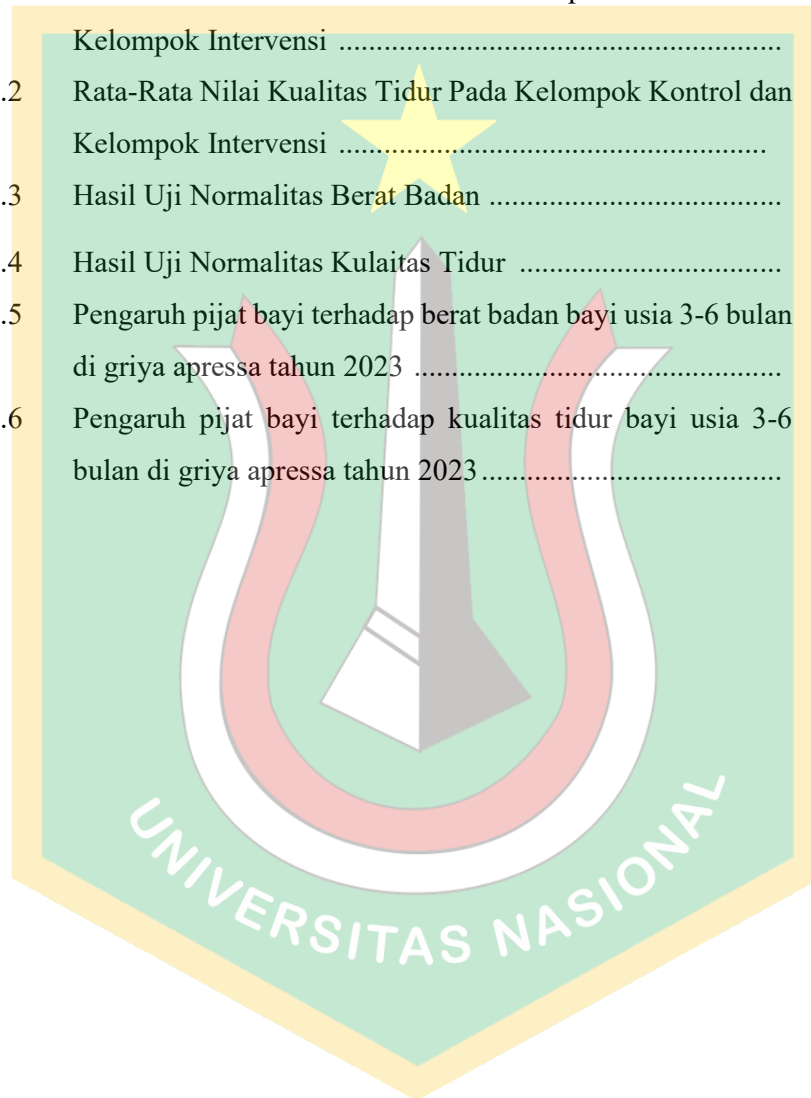 Kelompok Intervensi ...........................................................
.2 Rata-Rata Nilai Kualitas Tidur Pada Kelompok Kontrol dan
Kelompok Intervensi .........................................................
.3 Hasil Uji Normalitas Berat Badan .......................................
.4 Hasil Uji Normalitas Kulaitas Tidur ...................................
.5 Pengaruh pijat bayi terhadap berat badan bayi usia 3-6 bulan
di griya apressa tahun 2023 .................................................
.6 Pengaruh pijat bayi terhadap kualitas tidur bayi usia 3-6
bulan di griya apressa tahun 2023........................................
UNIVERSITAS NASIONAL